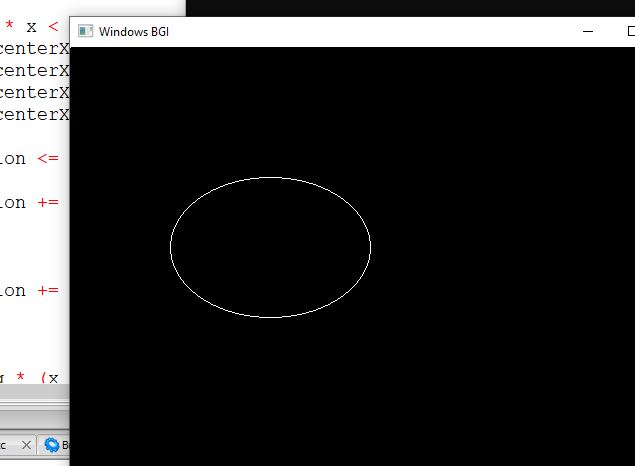 * x <
Windows BGI
centerX
centerX
centerX
centerX
ion <=
ion += 
ion +=
* (x